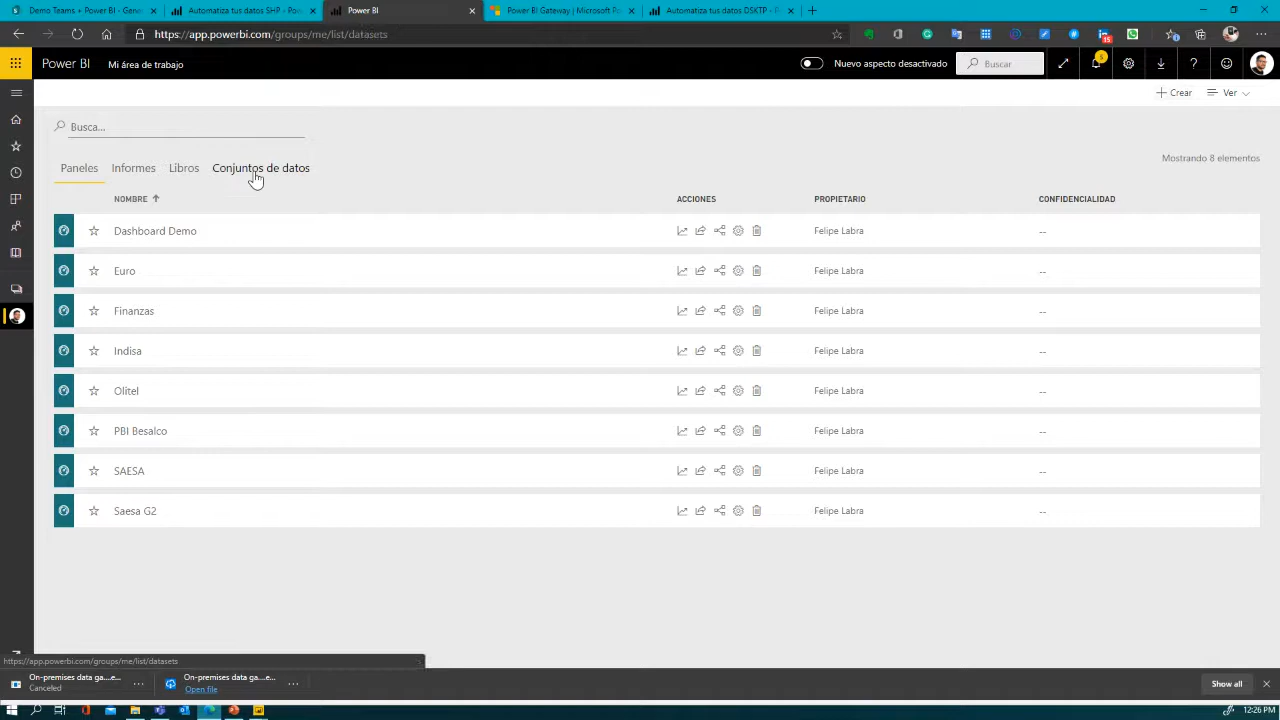 Demo Teams + Power BI - Gene
Automatiza tus datos SHP - Po
Power BI
Power BI Gateway | Microsoft P
Automatiza tus datos DSKTP - P
https://app.powerbi.com/groups/me/list/datasets
15
Power BI
Mi área de trabajo
Nuevo aspecto desactivado
Buscar
5
Crear
Ver
Busca...
Paneles
Informes
Libros
Conjuntos de datos
Mostrando 8 elementos
NOMBRE
ACCIONES
PROPIETARIO
CONFIDENCIALIDAD
Dashboard Demo
Felipe Labra
--
Euro
Felipe Labra
--
Finanzas
Felipe Labra
--
Indisa
Felipe Labra
--
Olitel
Felipe Labra
--
PBI Besalco
Felipe Labra
--
SAESA
Felipe Labra
--
Saesa G2
Felipe Labra
--
https://app.powerbi.com/groups/me/list/datasets
On-premises data ga....e...
Canceled
On-premises data ga....e...
Open file
Show all
12:26 PM